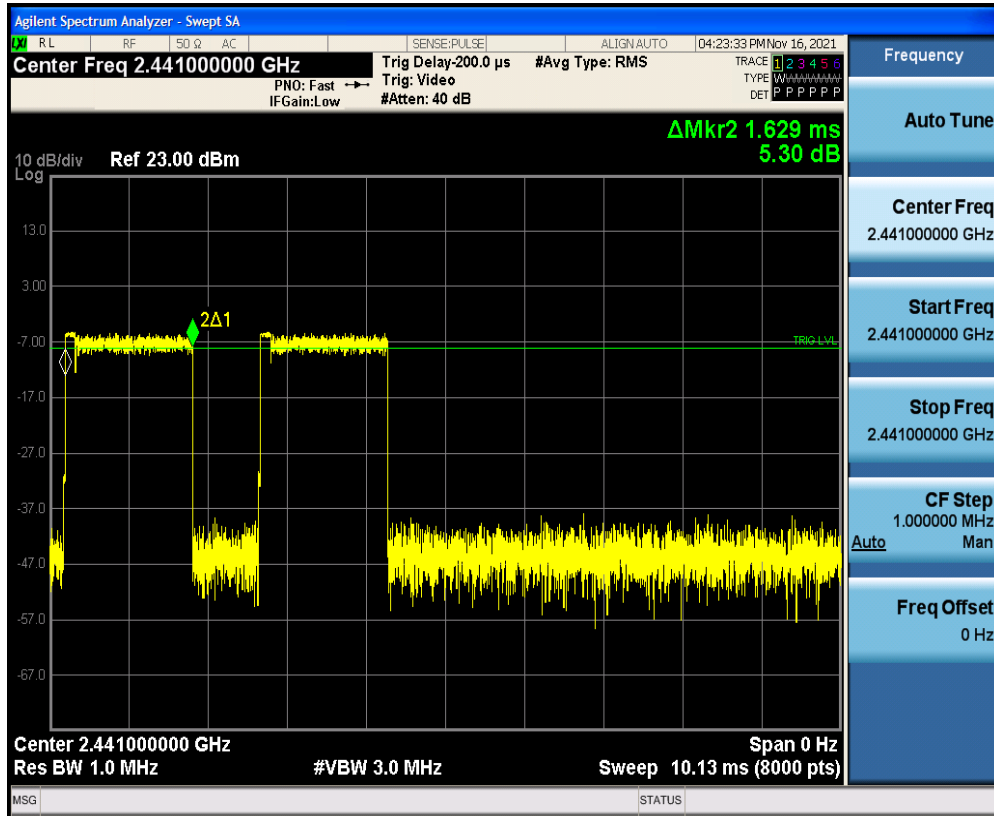 Agilent Spectrum Analyzer - Swept SA
LXI RL RF 50 Ω AC SENSE:PULSE ALIGN AUTO 04:23:33 PM Nov 16, 2021
Center Freq 2.441000000 GHz
PNO: Fast
IFGain:Low
Trig Delay-200.0 µs
Trig: Video
#Atten: 40 dB
#Avg Type: RMS
TRACE 1 2 3 4 5 6
TYPE WWWWWW
DET P P P P P P
ΔMkr2 1.629 ms
5.30 dB
10 dB/div Ref 23.00 dBm
Log
13.0
3.00
2Δ1
-7.00
TRIG LVL
-17.0
-27.0
-37.0
-47.0
-57.0
-67.0
Center 2.441000000 GHz Span 0 Hz
Res BW 1.0 MHz #VBW 3.0 MHz Sweep 10.13 ms (8000 pts)
MSG STATUS
Frequency
Auto Tune
Center Freq
2.441000000 GHz
Start Freq
2.441000000 GHz
Stop Freq
2.441000000 GHz
CF Step
1.000000 MHz
Auto Man
Freq Offset
0 Hz